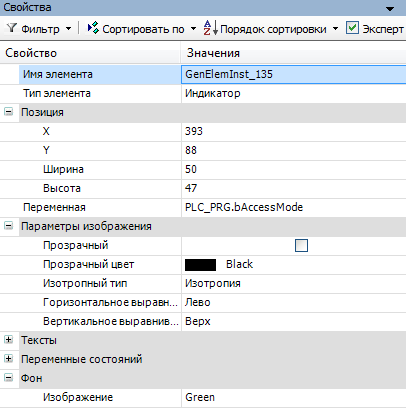 Свойства
Фильтр Сортировать по Порядок сортировки Эксперт
Свойство Значения
Имя элемента GenElemInst_135
Тип элемента Индикатор
Позиция
X 393
Y 88
Ширина 50
Высота 47
Переменная PLC_PRG.bAccessMode
Параметры изображения
Прозрачный
Прозрачный цвет Black
Изотропный тип Изотропия
Горизонтальное выравн... Лево
Вертикальное выравнив... Верх
Тексты
Переменные состояний
Фон
Изображение Green